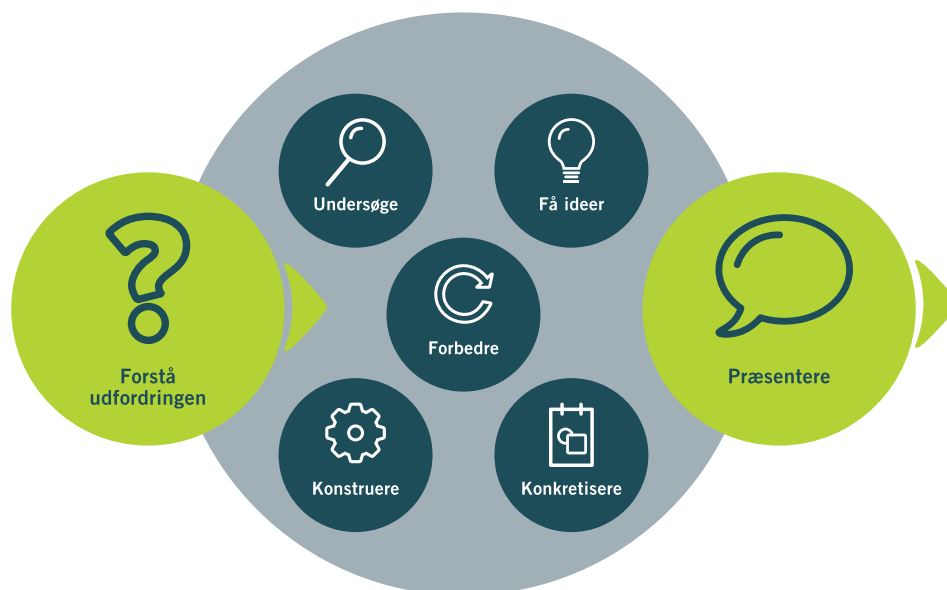 Undersøge
Få ideer
Forstå
udfordringen
Forbedre
Præsentere
Konstruere
Konkretisere